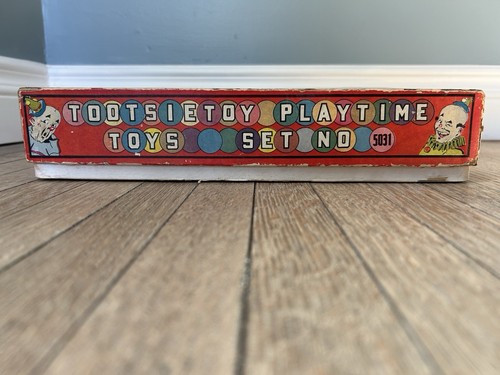 TOOTSIETOY PLAYTIME
TOYS SET NO 5031